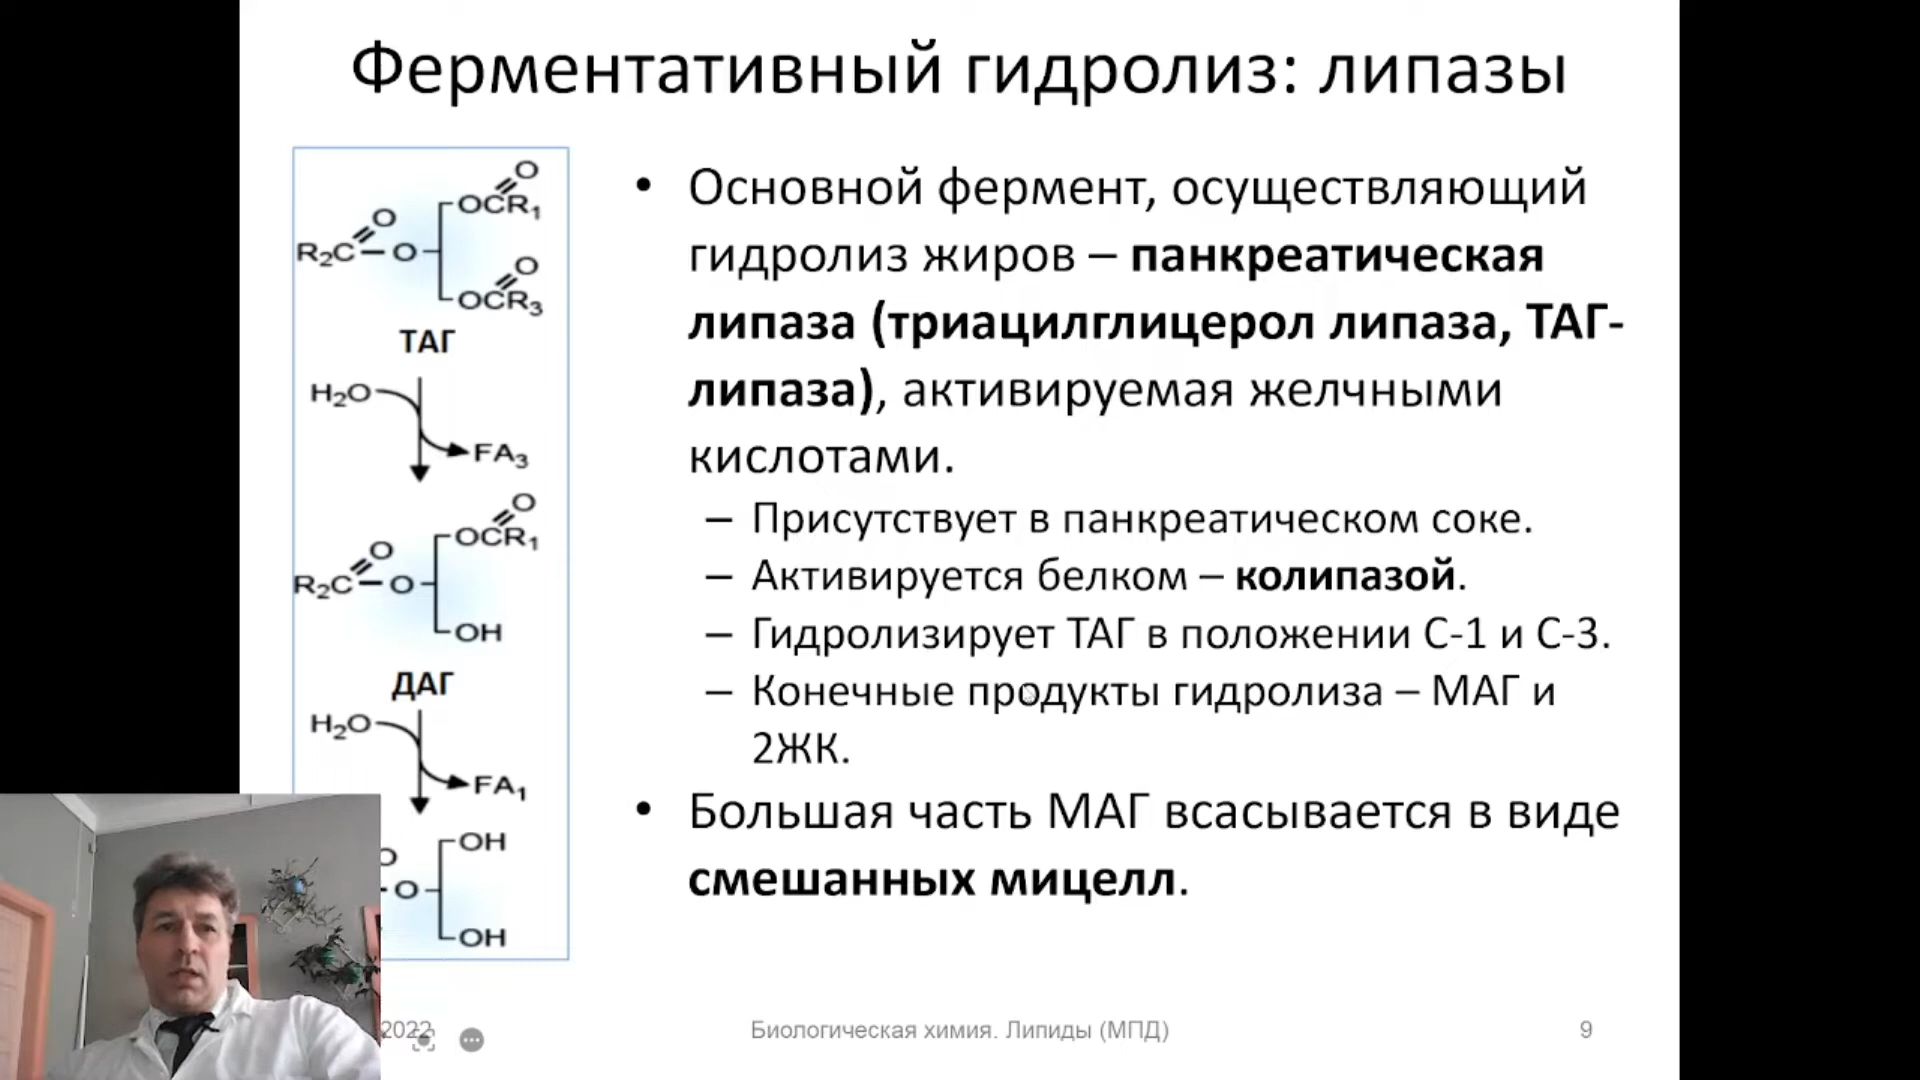 Ферментативный гидролиз: липазы
O
OCR₁
O
R₂C–O
O
OCR₃
ТАГ
H₂O
FA₃
O
OCR₁
O
R₂C–O
OH
ДАГ
H₂O
FA₁
OH
O
-O
OH
• Основной фермент, осуществляющий
гидролиз жиров – панкреатическая
липаза (триацилглицерол липаза, ТАГ-
липаза), активируемая желчными
кислотами.
– Присутствует в панкреатическом соке.
– Активируется белком – колипазой.
– Гидролизирует ТАГ в положении С-1 и С-3.
– Конечные продукты гидролиза – МАГ и
2ЖК.
• Большая часть МАГ всасывается в виде
смешанных мицелл.
2022
Биологическая химия. Липиды (МПД)
9